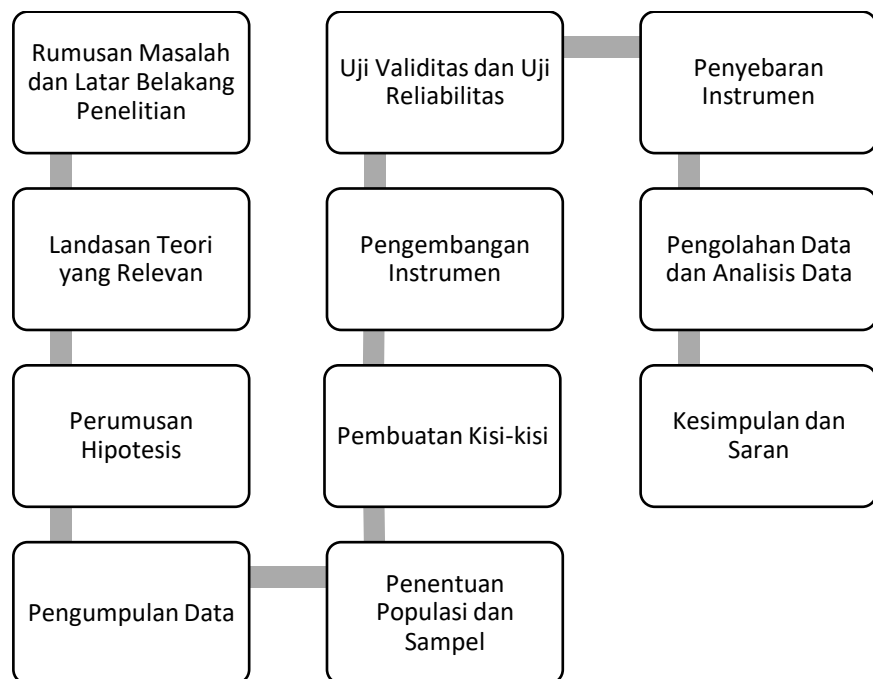 Rumusan Masalah
dan Latar Belakang
Penelitian
Landasan Teori
yang Relevan
Perumusan
Hipotesis
Pengumpulan Data
Penentuan
Populasi dan
Sampel
Pembuatan Kisi-kisi
Pengembangan
Instrumen
Uji Validitas dan Uji
Reliabilitas
Penyebaran
Instrumen
Pengolahan Data
dan Analisis Data
Kesimpulan dan
Saran